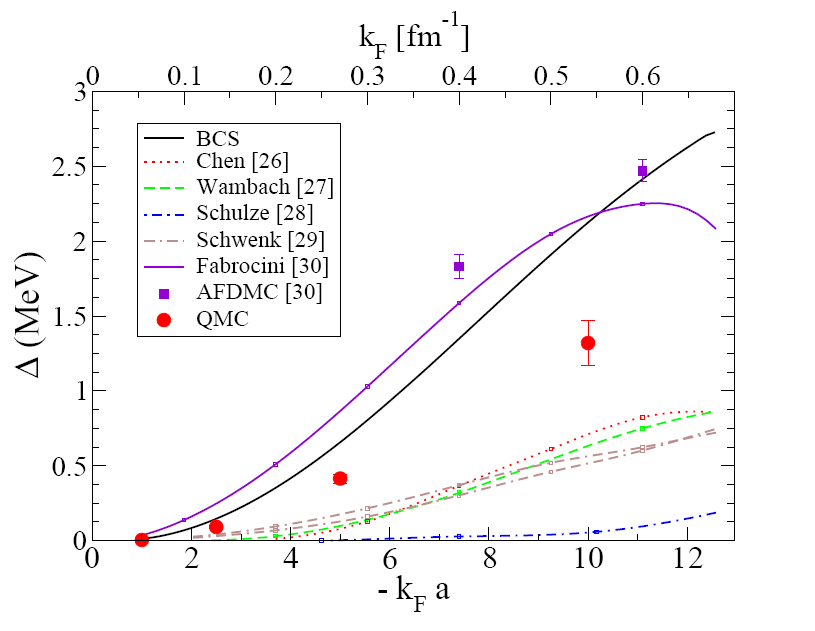 k_F [fm^-1]
0 0.1 0.2 0.3 0.4 0.5 0.6
3
2.5
2
1.5
1
0.5
0
Δ (MeV)
BCS
Chen [26]
Wambach [27]
Schulze [28]
Schwenk [29]
Fabrocini [30]
AFDMC [30]
QMC
0 2 4 6 8 10 12
- k_F a